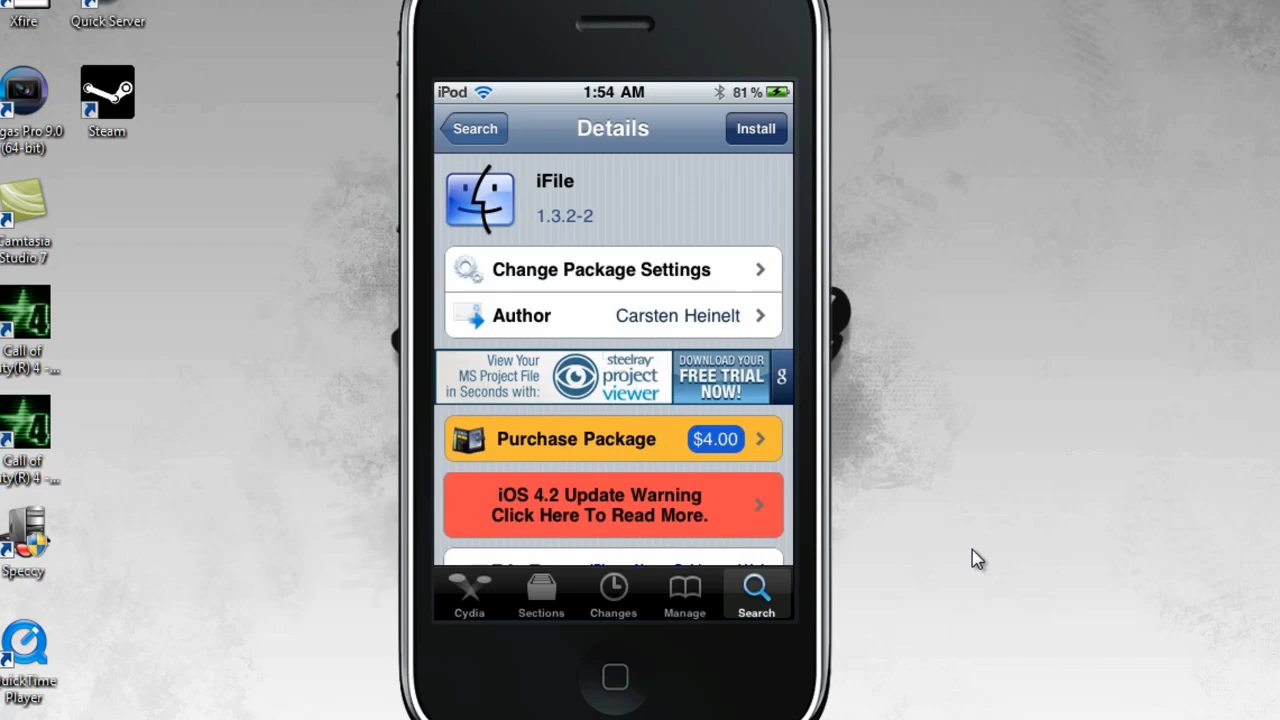 Xfire
Quick Server
gas Pro 9.0
(64-bit)
Steam
Camtasia
Studio 7
Call of
uty(R) 4 -...
Call of
uty(R) 4 -...
Speccy
QuickTime
Player
iPod
1:54 AM
81%
Search
Details
Install
iFile
1.3.2-2
Change Package Settings
Author
Carsten Heinelt
View Your
MS Project File
in Seconds with:
steelray
project
viewer
DOWNLOAD YOUR
FREE TRIAL
NOW!
g
Purchase Package
$4.00
iOS 4.2 Update Warning
Click Here To Read More.
Cydia
Sections
Changes
Manage
Search